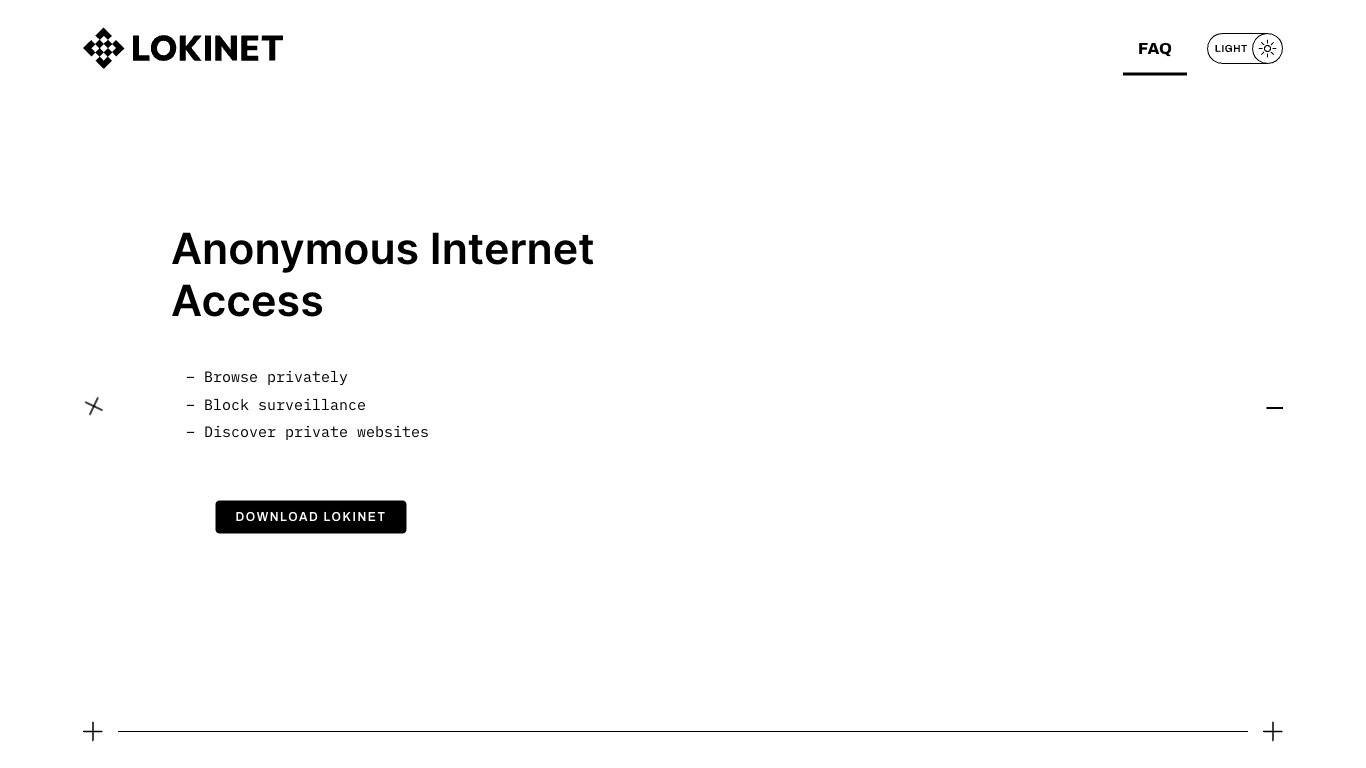 LOKINET
FAQ
LIGHT
Anonymous Internet
Access
– Browse privately
– Block surveillance
– Discover private websites
DOWNLOAD LOKINET